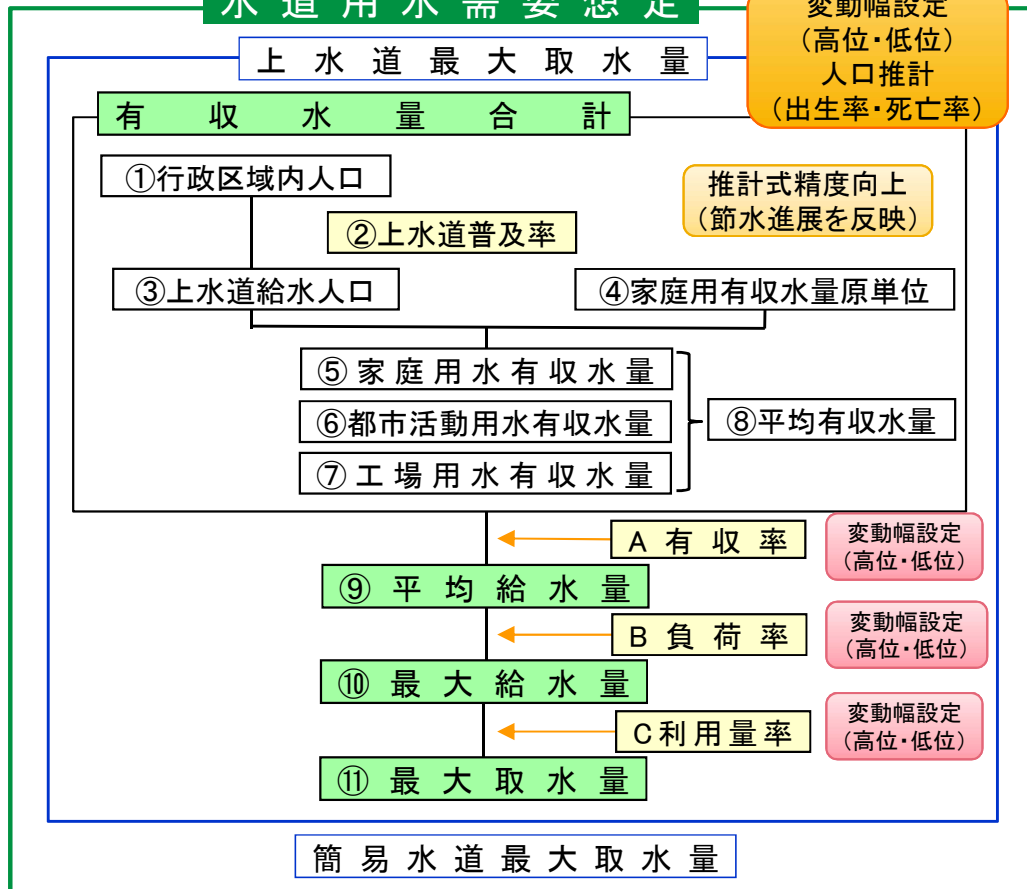 水道用水需要想定
変動幅設定
(高位・低位)
人口推計
(出生率・死亡率)
上水道最大取水量
有収水量合計
①行政区域内人口
推計式精度向上
(節水進展を反映)
②上水道普及率
③上水道給水人口
④家庭用有収水量原単位
⑤家庭用水有収水量
⑥都市活動用水有収水量
⑧平均有収水量
⑦工場用水有収水量
A有収率
変動幅設定
(高位・低位)
⑨平均給水量
B負荷率
変動幅設定
(高位・低位)
⑩最大給水量
C利用量率
変動幅設定
(高位・低位)
⑪最大取水量
簡易水道最大取水量